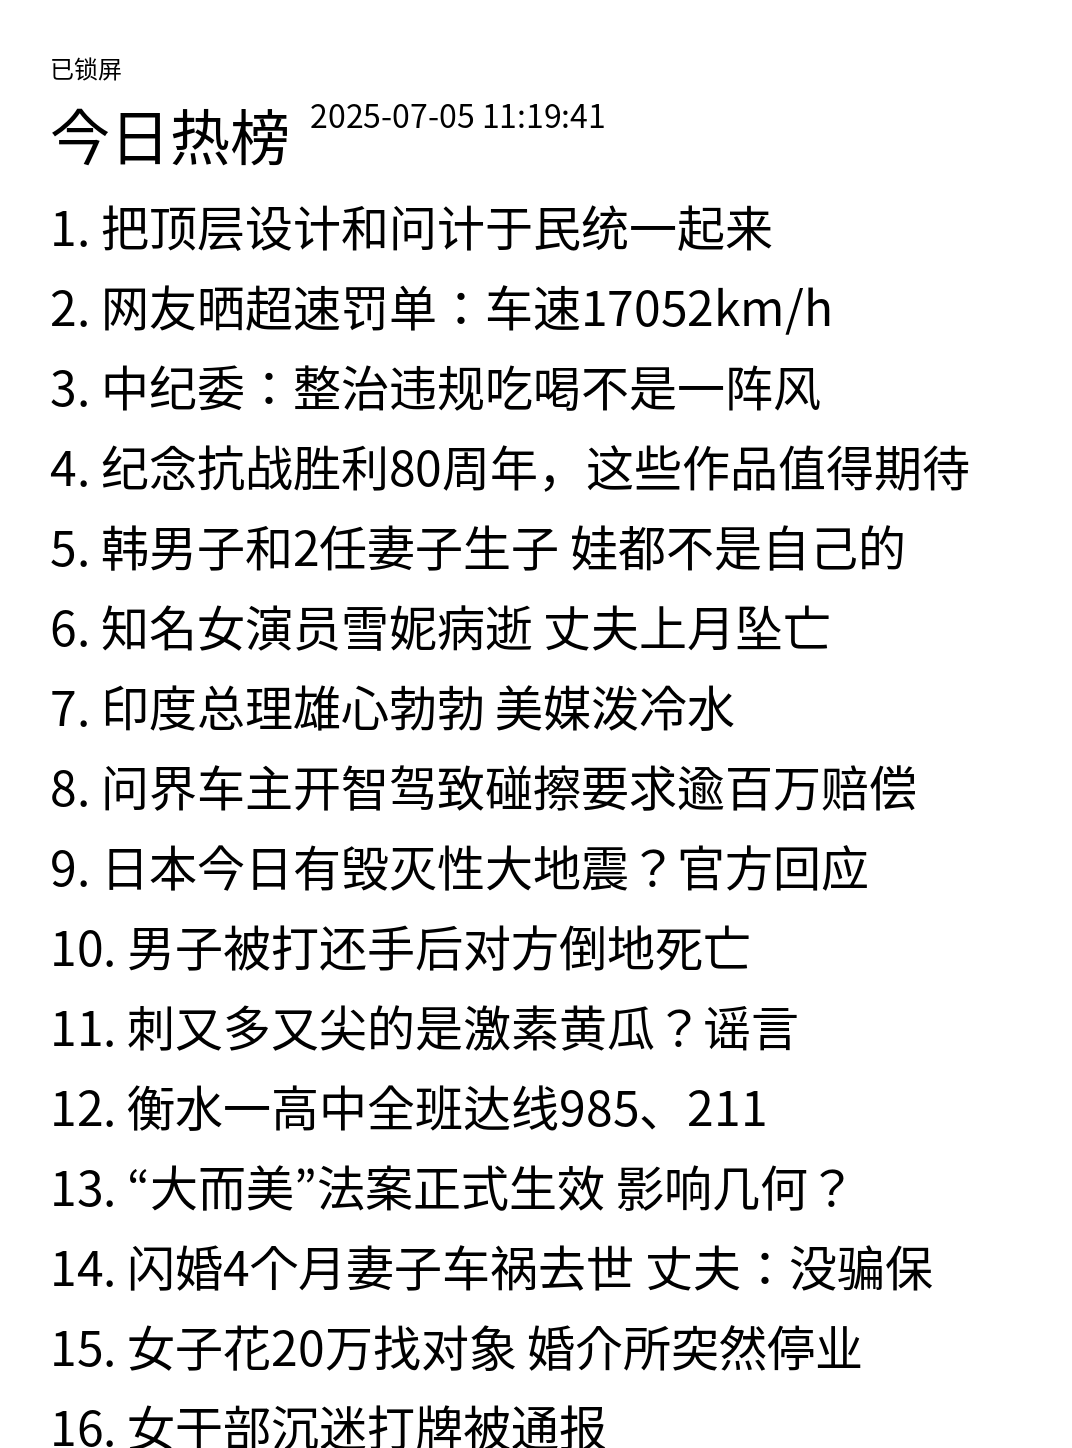 已锁屏
今日热榜 2025-07-05 11:19:41
1. 把顶层设计和问计于民统一起来
2. 网友晒超速罚单：车速17052km/h
3. 中纪委：整治违规吃喝不是一阵风
4. 纪念抗战胜利80周年，这些作品值得期待
5. 韩男子和2任妻子生子 娃都不是自己的
6. 知名女演员雪妮病逝 丈夫上月坠亡
7. 印度总理雄心勃勃 美媒泼冷水
8. 问界车主开智驾致碰擦要求逾百万赔偿
9. 日本今日有毁灭性大地震？官方回应
10. 男子被打还手后对方倒地死亡
11. 刺又多又尖的是激素黄瓜？谣言
12. 衡水一高中全班达线985、211
13. “大而美”法案正式生效 影响几何？
14. 闪婚4个月妻子车祸去世 丈夫：没骗保
15. 女子花20万找对象 婚介所突然停业
16. 女干部沉迷打牌被通报